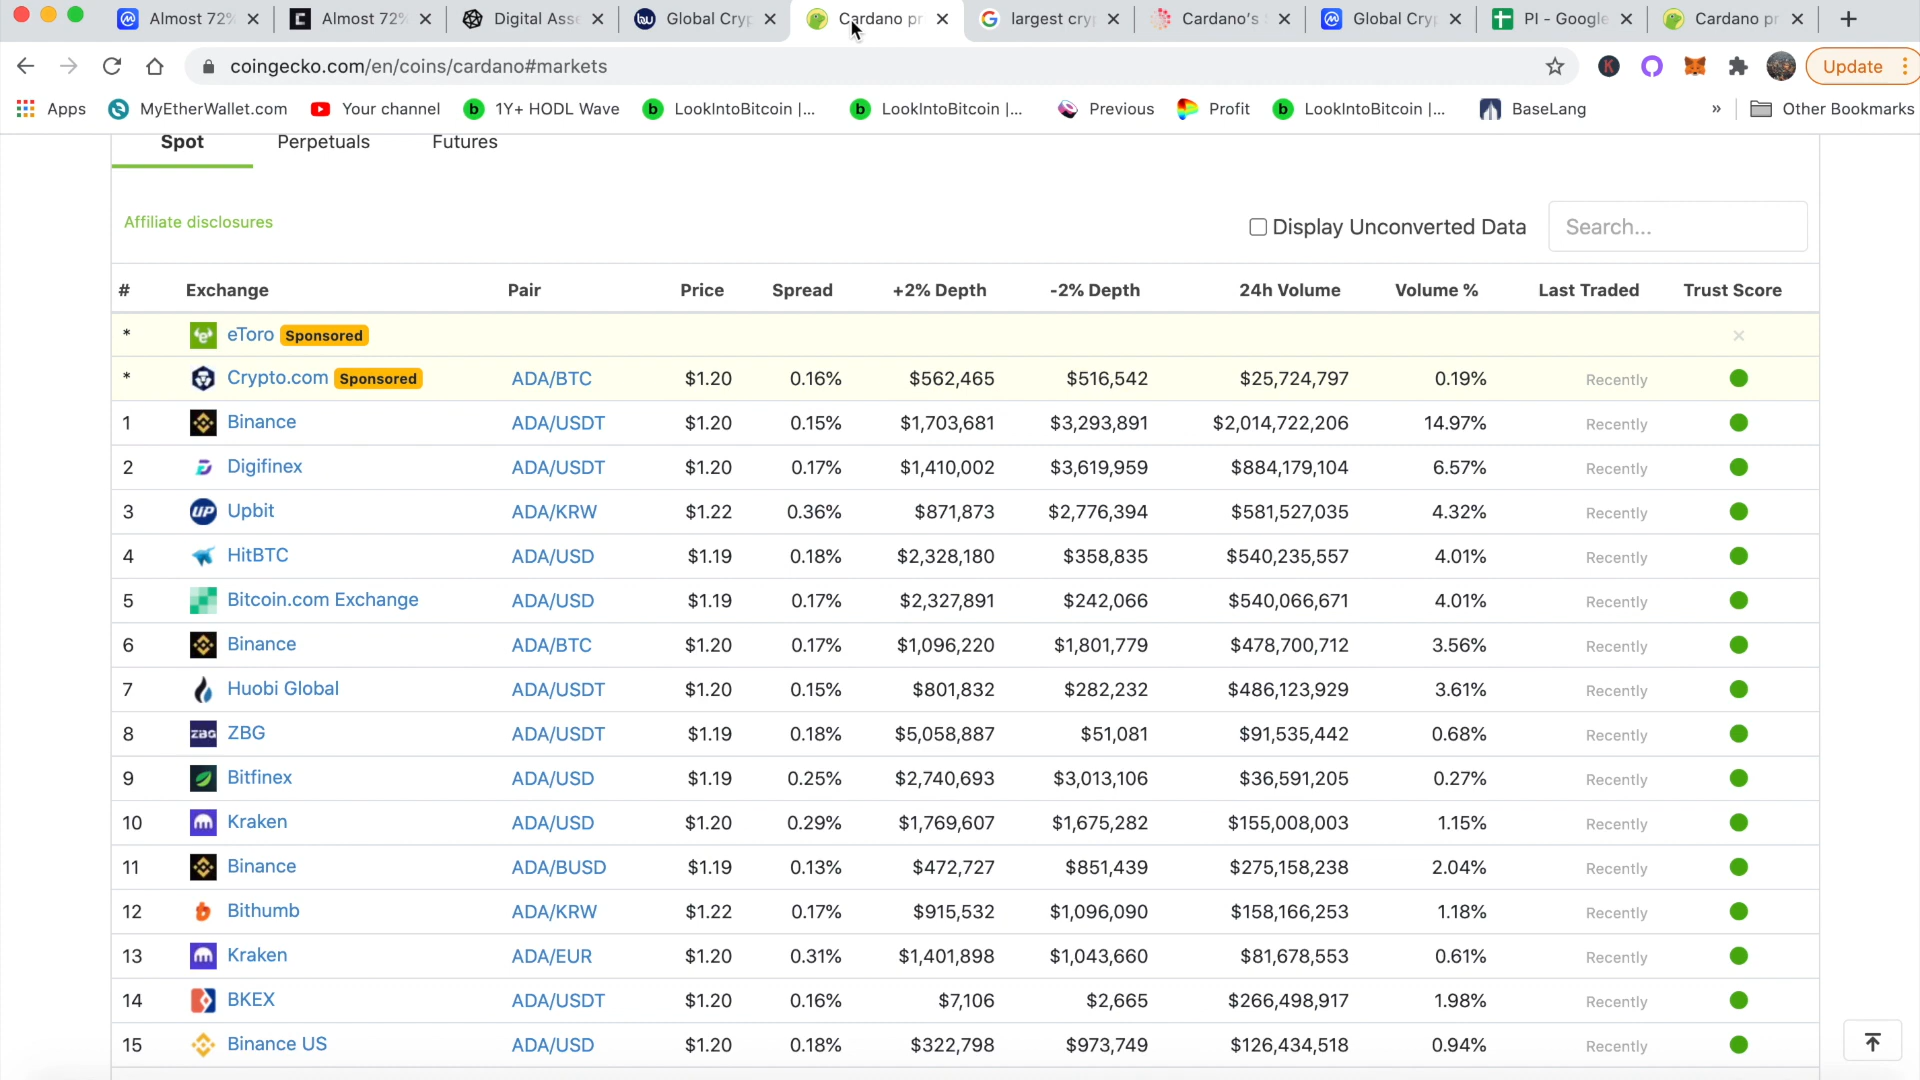 Almost 72% Almost 72% Digital Asse Global Cryp Cardano pr largest cryp Cardano's Global Cryp PI - Google Cardano pr
coingecko.com/en/coins/cardano#markets Update
Apps MyEtherWallet.com Your channel 1Y+ HODL Wave LookIntoBitcoin |... LookIntoBitcoin |... Previous Profit LookIntoBitcoin |... BaseLang » Other Bookmarks
Spot Perpetuals Futures
Affiliate disclosures Display Unconverted Data Search...
# Exchange Pair Price Spread +2% Depth -2% Depth 24h Volume Volume % Last Traded Trust Score
* eToro Sponsored
* Crypto.com Sponsored ADA/BTC $1.20 0.16% $562,465 $516,542 $25,724,797 0.19% Recently
1 Binance ADA/USDT $1.20 0.15% $1,703,681 $3,293,891 $2,014,722,206 14.97% Recently
2 Digifinex ADA/USDT $1.20 0.17% $1,410,002 $3,619,959 $884,179,104 6.57% Recently
3 UP Upbit ADA/KRW $1.22 0.36% $871,873 $2,776,394 $581,527,035 4.32% Recently
4 HitBTC ADA/USD $1.19 0.18% $2,328,180 $358,835 $540,235,557 4.01% Recently
5 Bitcoin.com Exchange ADA/USD $1.19 0.17% $2,327,891 $242,066 $540,066,671 4.01% Recently
6 Binance ADA/BTC $1.20 0.17% $1,096,220 $1,801,779 $478,700,712 3.56% Recently
7 Huobi Global ADA/USDT $1.20 0.15% $801,832 $282,232 $486,123,929 3.61% Recently
8 ZBG ZBG ADA/USDT $1.19 0.18% $5,058,887 $51,081 $91,535,442 0.68% Recently
9 Bitfinex ADA/USD $1.19 0.25% $2,740,693 $3,013,106 $36,591,205 0.27% Recently
10 Kraken ADA/USD $1.20 0.29% $1,769,607 $1,675,282 $155,008,003 1.15% Recently
11 Binance ADA/BUSD $1.19 0.13% $472,727 $851,439 $275,158,238 2.04% Recently
12 Bithumb ADA/KRW $1.22 0.17% $915,532 $1,096,090 $158,166,253 1.18% Recently
13 Kraken ADA/EUR $1.20 0.31% $1,401,898 $1,043,660 $81,678,553 0.61% Recently
14 BKEX ADA/USDT $1.20 0.16% $7,106 $2,665 $266,498,917 1.98% Recently
15 Binance US ADA/USD $1.20 0.18% $322,798 $973,749 $126,434,518 0.94% Recently